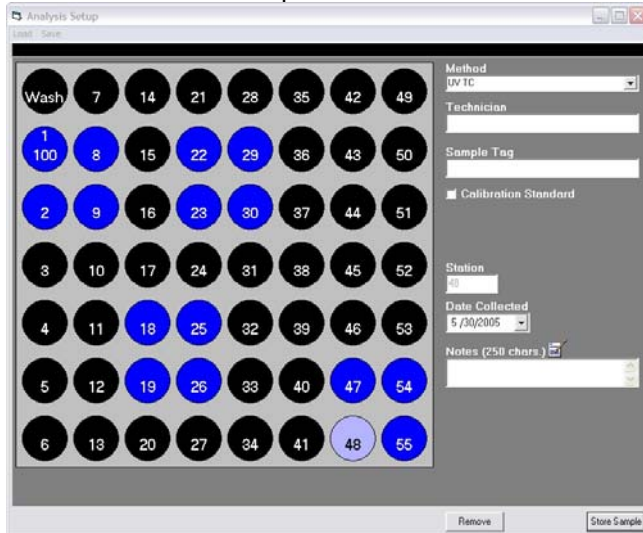 Analysis Setup
Load Save
Wash 7 14 21 28 35 42 49
1
100 8 15 22 29 36 43 50
2 9 16 23 30 37 44 51
3 10 17 24 31 38 45 52
4 11 18 25 32 39 46 53
5 12 19 26 33 40 47 54
6 13 20 27 34 41 48 55
Method
UV TC
Technician
Sample Tag
Calibration Standard
Station
48
Date Collected
5 /30/2005
Notes (250 chars.)
Remove
Store Sample